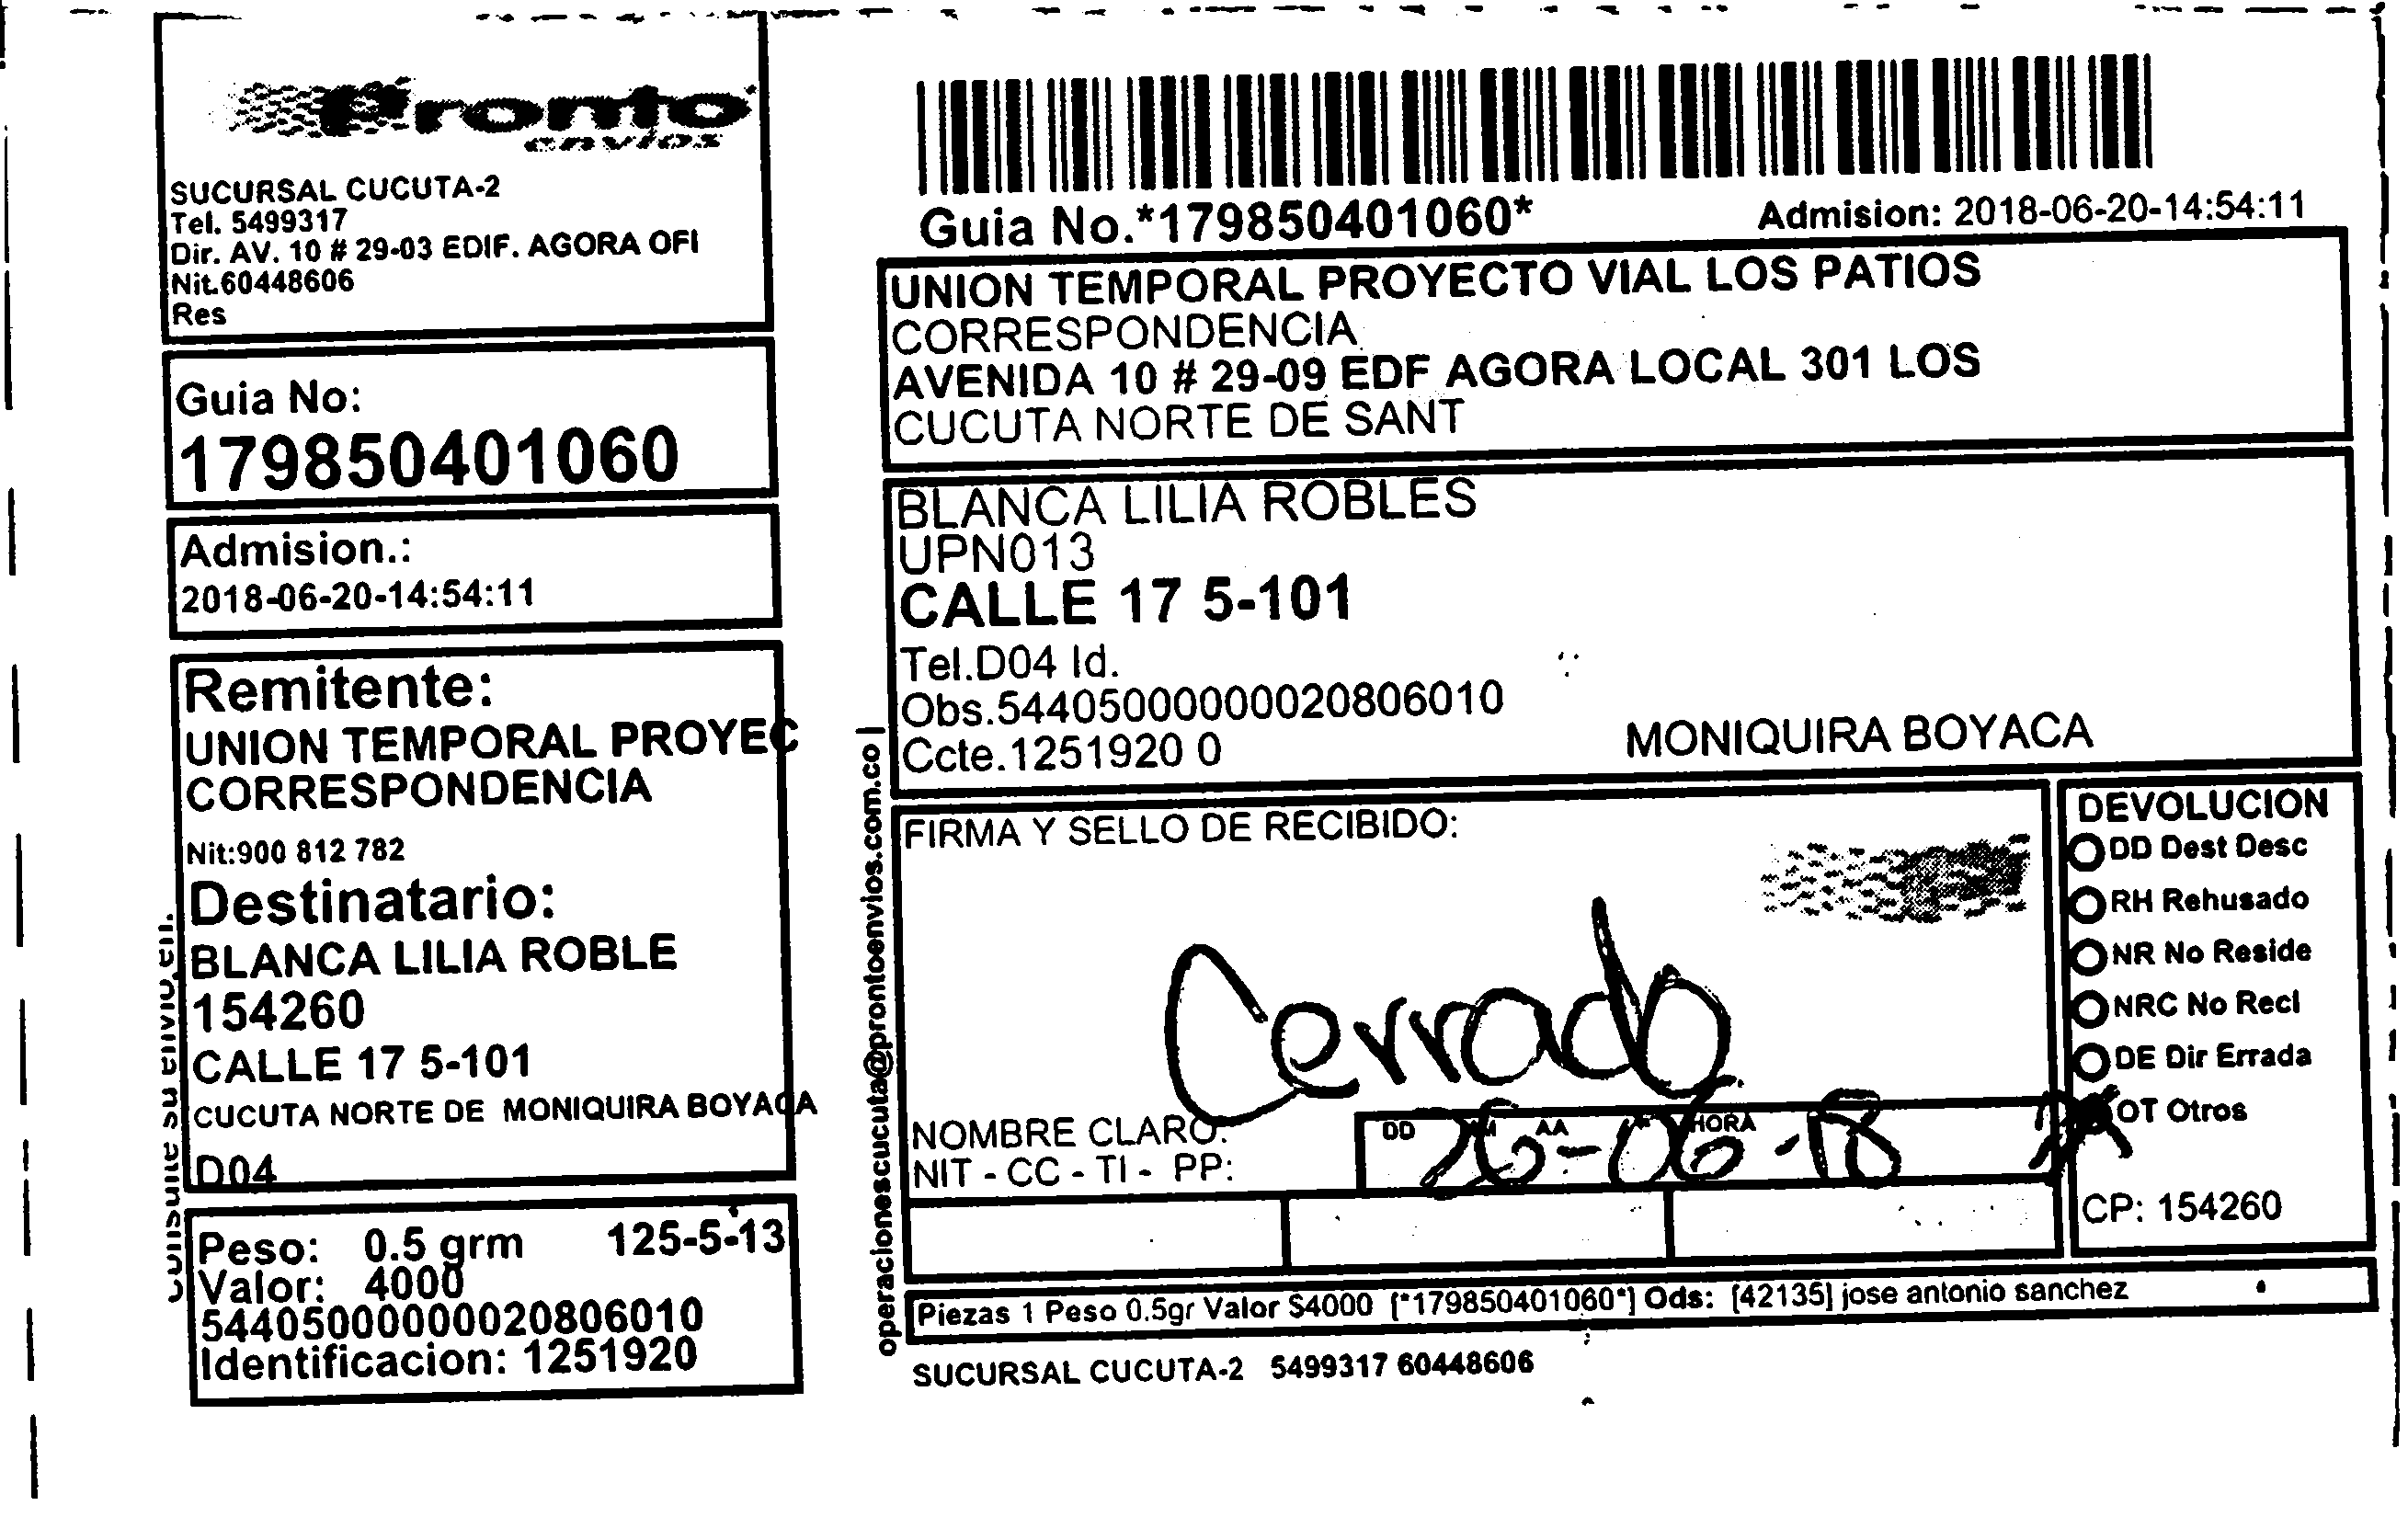 Pronto
envíos
SUCURSAL CUCUTA-2
Tel. 5499317
Dir. AV. 10 # 29-03 EDIF. AGORA OFI
Nit.60448606
Res
Guia No:
179850401060
Admision.:
2018-06-20-14:54:11
Remitente:
UNION TEMPORAL PROYEC
CORRESPONDENCIA
Nit:900 812 782
Destinatario:
BLANCA LILIA ROBLE
154260
CALLE 17 5-101
CUCUTA NORTE DE MONIQUIRA BOYACA
D04
Peso: 0.5 grm 125-5-13
Valor: 4000
544050000000020806010
Identificacion: 1251920
Consulte su envio en:
operacionescucuta@prontoenvios.com.co |
Guia No.*179850401060*
Admision: 2018-06-20-14:54:11
UNION TEMPORAL PROYECTO VIAL LOS PATIOS
CORRESPONDENCIA
AVENIDA 10 # 29-09 EDF AGORA LOCAL 301 LOS
CUCUTA NORTE DE SANT
BLANCA LILIA ROBLES
UPN013
CALLE 17 5-101
Tel.D04 Id.
Obs.544050000000020806010
Ccte.1251920 0
MONIQUIRA BOYACA
FIRMA Y SELLO DE RECIBIDO:
Cerrado
NOMBRE CLARO:
NIT - CC - TI - PP:
DD MM AA HORA
26-06-18
DEVOLUCION
DD Dest Desc
RH Rehusado
NR No Reside
NRC No Recl
DE Dir Errada
OT Otros
CP: 154260
Piezas 1 Peso 0.5gr Valor $4000 [*179850401060*] Ods: [42135] jose antonio sanchez
SUCURSAL CUCUTA-2 5499317 60448606